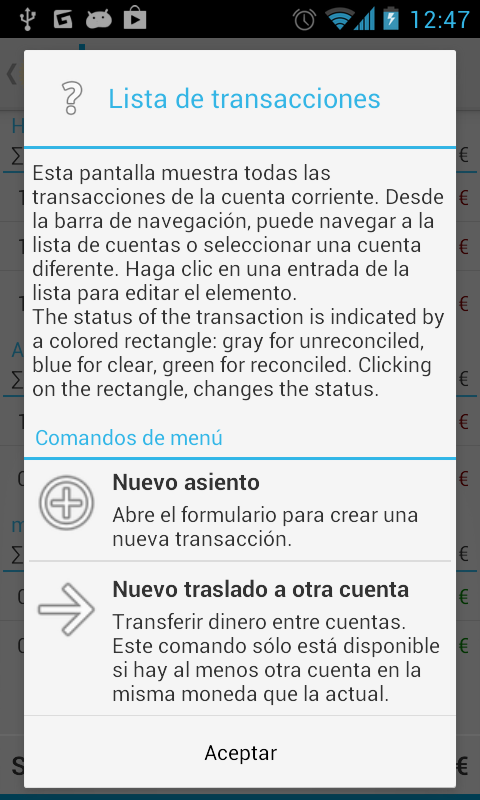 12:47
Lista de transacciones
Esta pantalla muestra todas las
transacciones de la cuenta corriente. Desde
la barra de navegación, puede navegar a la
lista de cuentas o seleccionar una cuenta
diferente. Haga clic en una entrada de la
lista para editar el elemento.
The status of the transaction is indicated by
a colored rectangle: gray for unreconciled,
blue for clear, green for reconciled. Clicking
on the rectangle, changes the status.
Comandos de menú
Nuevo asiento
Abre el formulario para crear una
nueva transacción.
Nuevo traslado a otra cuenta
Transferir dinero entre cuentas.
Este comando sólo está disponible
si hay al menos otra cuenta en la
misma moneda que la actual.
Aceptar